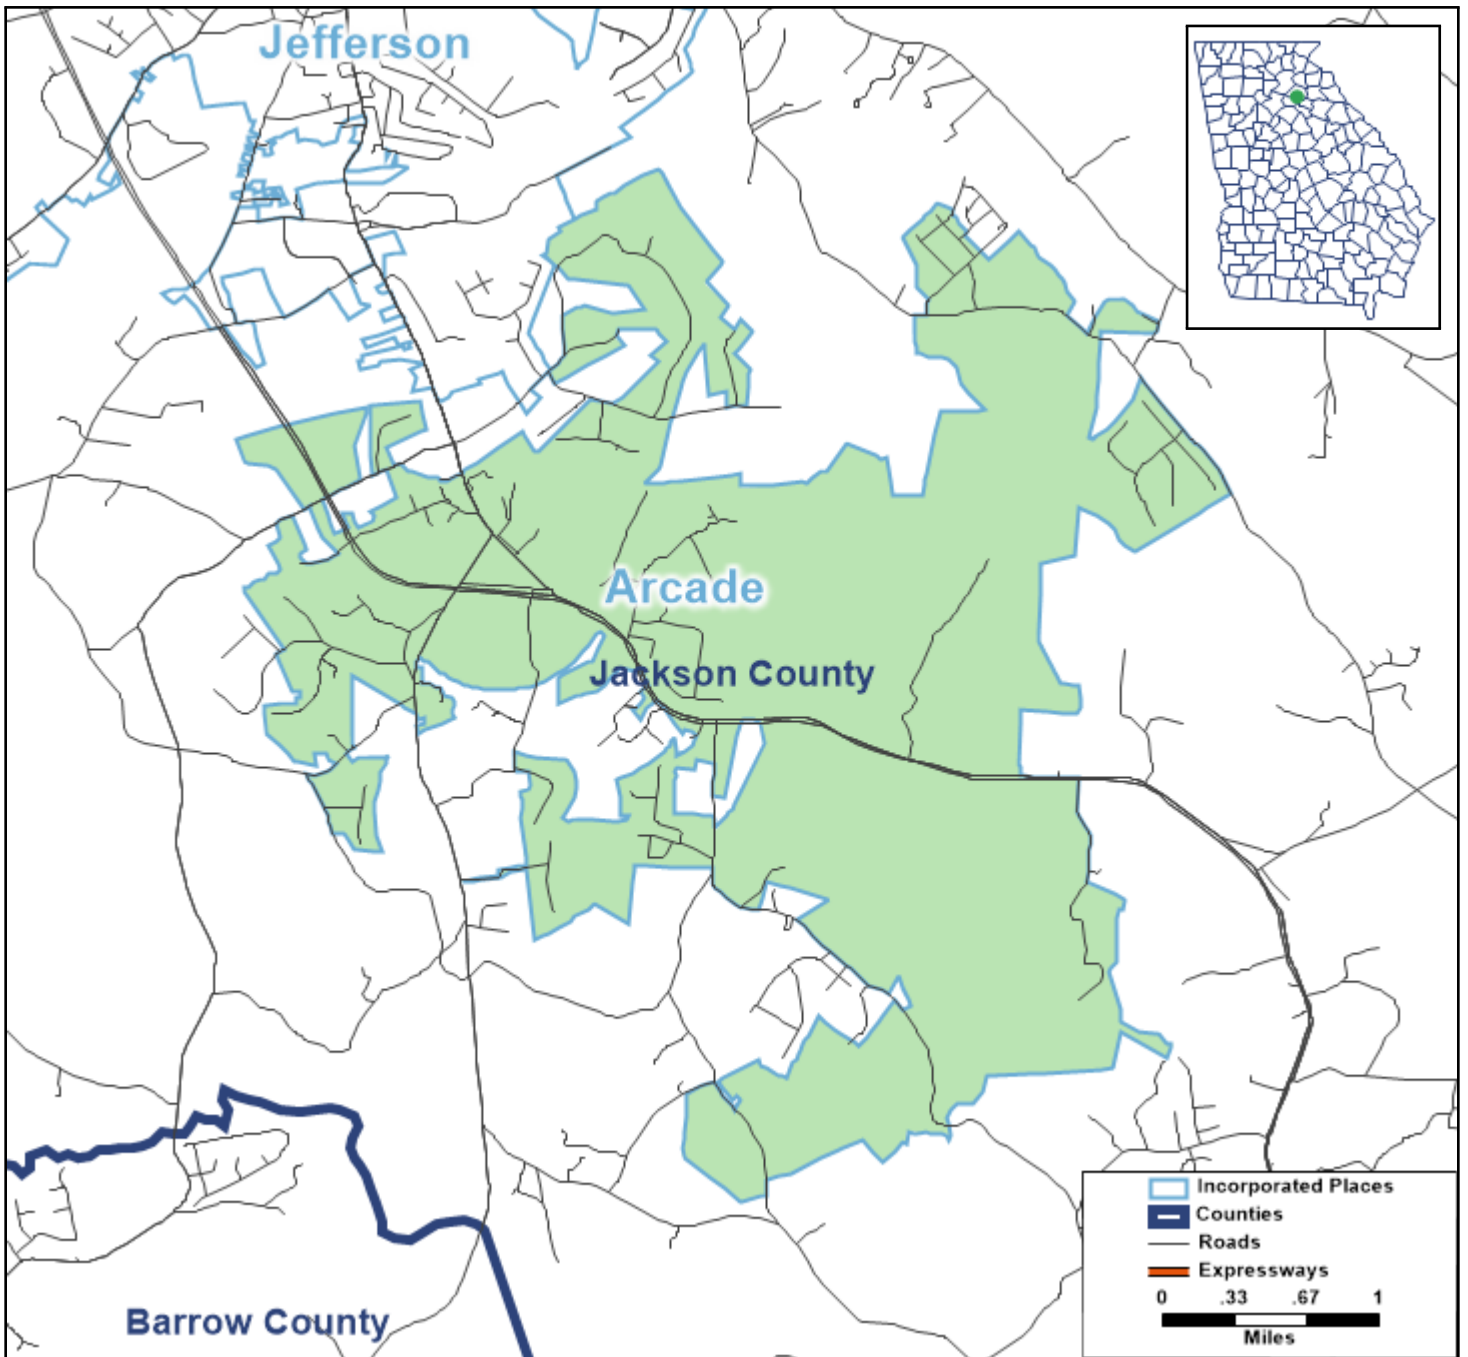 Jefferson
Arcade
Jackson County
Barrow County
Incorporated Places
Counties
Roads
Expressways
0 .33 .67 1
Miles